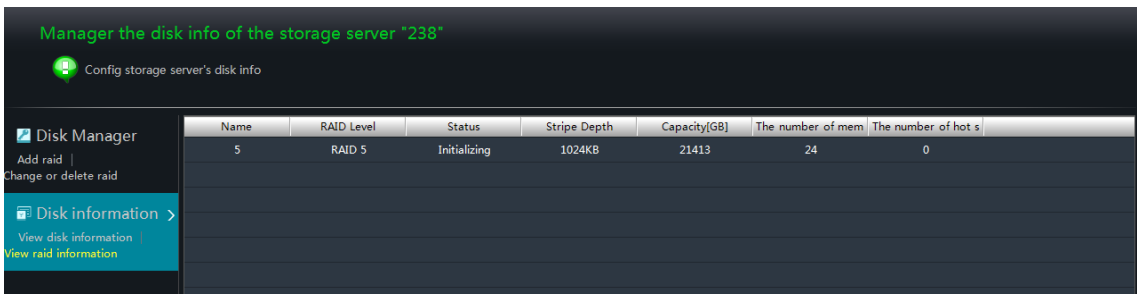 Manager the disk info of the storage server "238"
Config storage server's disk info
Disk Manager
Add raid |
Change or delete raid
Disk information >
View disk information |
View raid information
Name RAID Level Status Stripe Depth Capacity[GB] The number of mem The number of hot s
5 RAID 5 Initializing 1024KB 21413 24 0